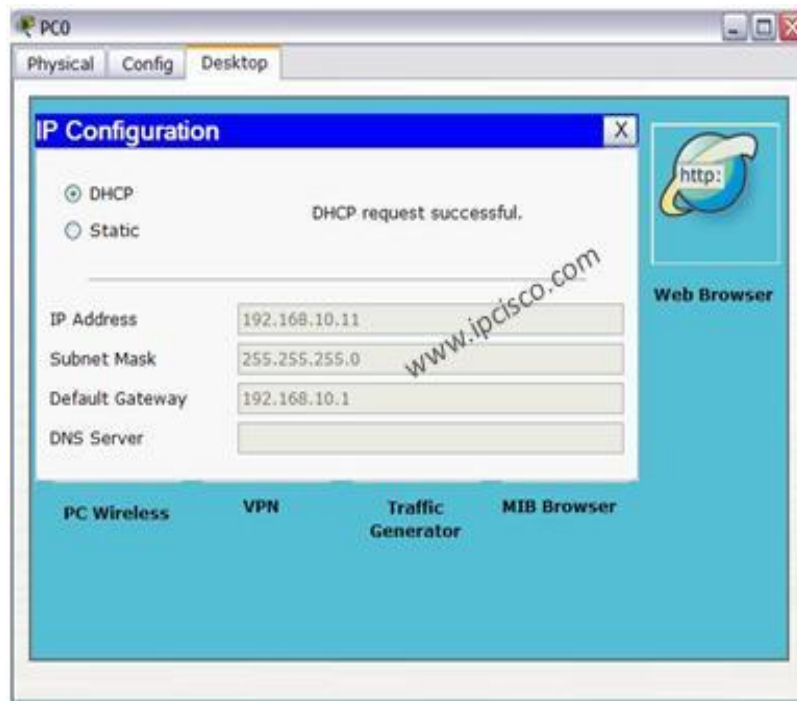 PC0
Physical Config Desktop
IP Configuration X
http:
DHCP
DHCP request successful.
Static
www.ipcisco.com
Web Browser
IP Address 192.168.10.11
Subnet Mask 255.255.255.0
Default Gateway 192.168.10.1
DNS Server
PC Wireless VPN Traffic Generator MIB Browser